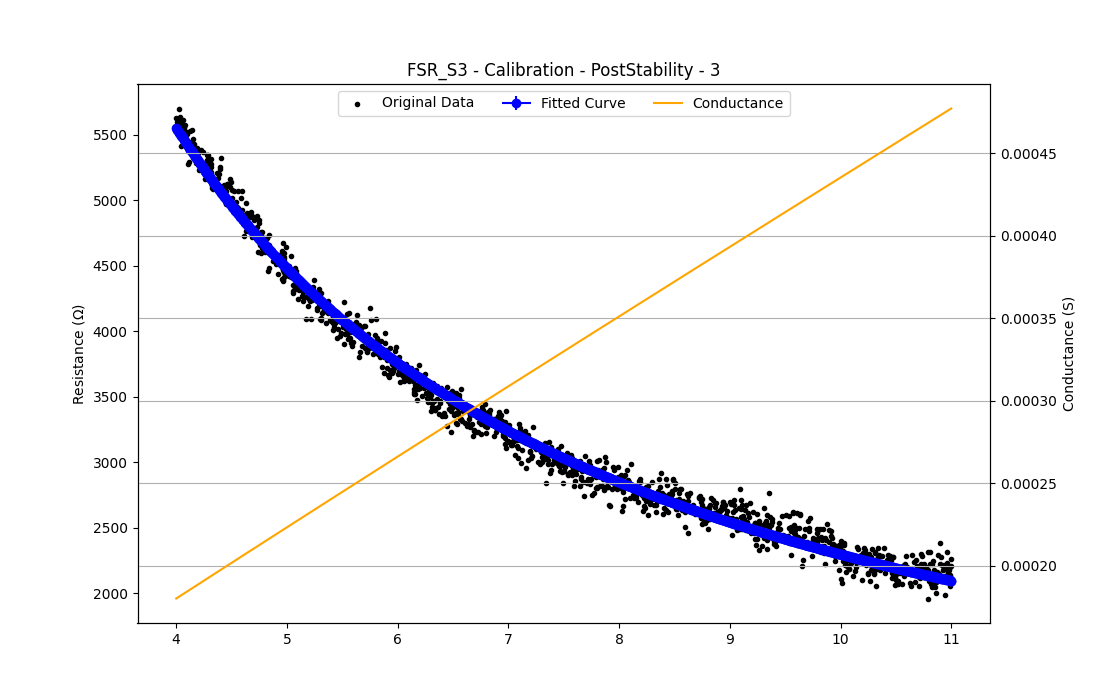 FSR_S3 - Calibration - PostStability - 3
Original Data
Fitted Curve
Conductance
Resistance (Ω)
5500
5000
4500
4000
3500
3000
2500
2000
0.00045
0.00040
0.00035
0.00030
0.00025
0.00020
Conductance (S)
4 5 6 7 8 9 10 11